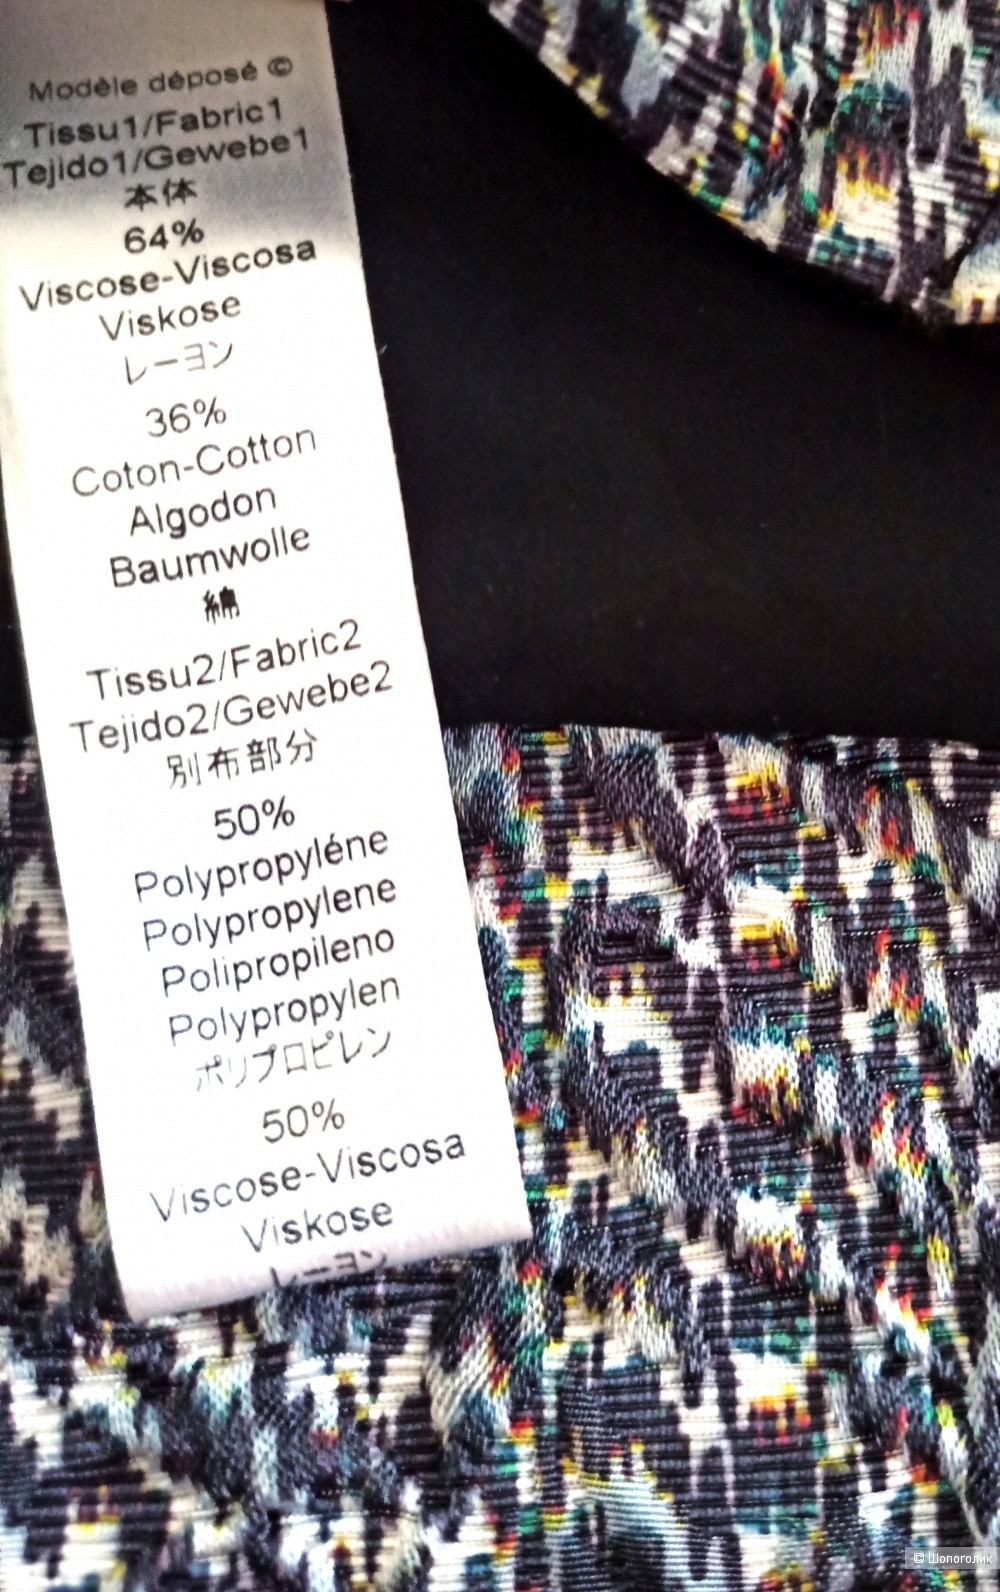 Modèle déposé ©
Tissu1/Fabric1
Tejido1/Gewebe1
本体
64%
Viscose-Viscosa
Viskose
レーヨン
36%
Coton-Cotton
Algodon
Baumwolle
綿
Tissu2/Fabric2
Tejido2/Gewebe2
別布部分
50%
Polypropyléne
Polypropylene
Polipropileno
Polypropylen
ポリプロピレン
50%
Viscose-Viscosa
Viskose
レーヨン
© Шопоголик